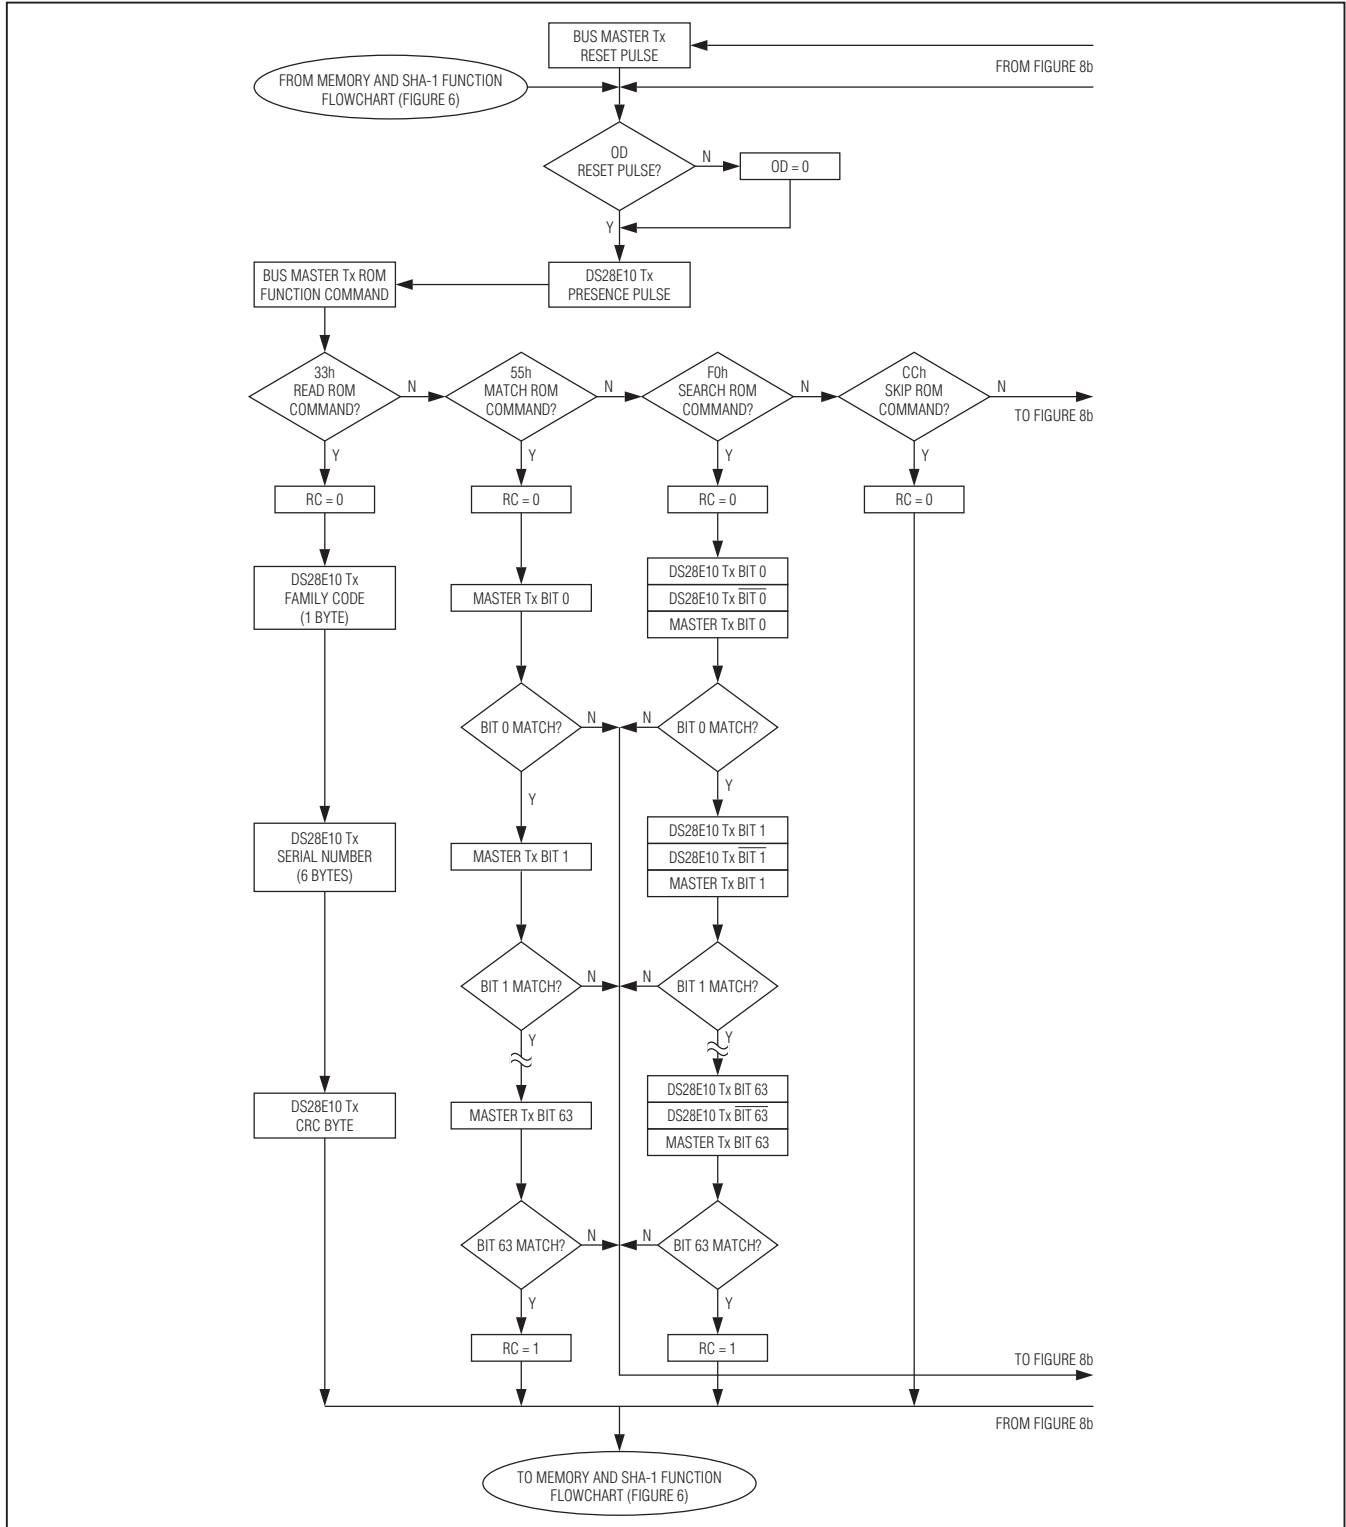 BUS MASTER Tx
RESET PULSE
FROM FIGURE 8b
FROM MEMORY AND SHA-1 FUNCTION
FLOWCHART (FIGURE 6)
OD
RESET PULSE?
N
OD = 0
Y
BUS MASTER Tx ROM
FUNCTION COMMAND
DS28E10 Tx
PRESENCE PULSE
33h
READ ROM
COMMAND?
N
55h
MATCH ROM
COMMAND?
N
F0h
SEARCH ROM
COMMAND?
N
CCh
SKIP ROM
COMMAND?
N
TO FIGURE 8b
Y
Y
Y
Y
RC = 0
RC = 0
RC = 0
RC = 0
DS28E10 Tx
FAMILY CODE
(1 BYTE)
MASTER Tx BIT 0
DS28E10 Tx BIT 0
DS28E10 Tx B̅I̅T̅ ̅0̅
MASTER Tx BIT 0
BIT 0 MATCH?
N
N
BIT 0 MATCH?
Y
Y
DS28E10 Tx
SERIAL NUMBER
(6 BYTES)
MASTER Tx BIT 1
DS28E10 Tx BIT 1
DS28E10 Tx B̅I̅T̅ ̅1̅
MASTER Tx BIT 1
BIT 1 MATCH?
N
N
BIT 1 MATCH?
Y
Y
DS28E10 Tx
CRC BYTE
MASTER Tx BIT 63
DS28E10 Tx BIT 63
DS28E10 Tx B̅I̅T̅ ̅6̅3̅
MASTER Tx BIT 63
BIT 63 MATCH?
N
N
BIT 63 MATCH?
Y
Y
RC = 1
RC = 1
TO FIGURE 8b
FROM FIGURE 8b
TO MEMORY AND SHA-1 FUNCTION
FLOWCHART (FIGURE 6)